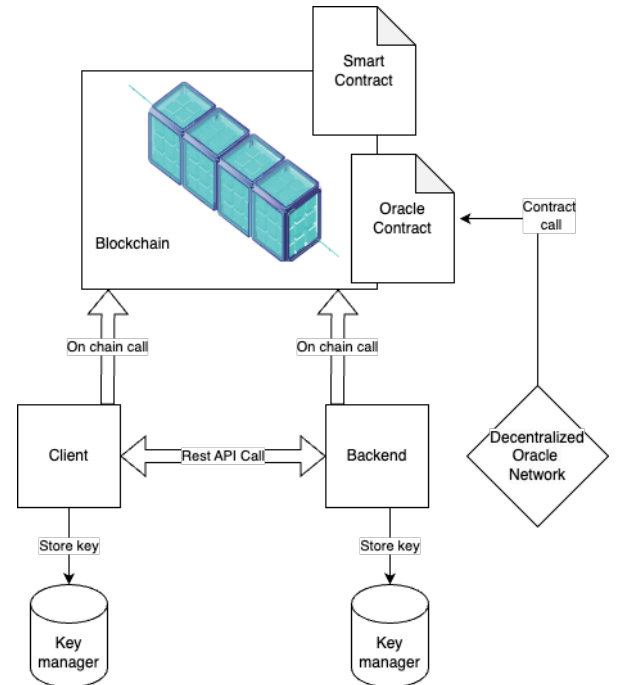 Smart
Contract
Oracle
Contract
Contract
call
Blockchain
On chain call
On chain call
Client
Rest API Call
Backend
Decentralized
Oracle
Network
Store key
Store key
Key
manager
Key
manager